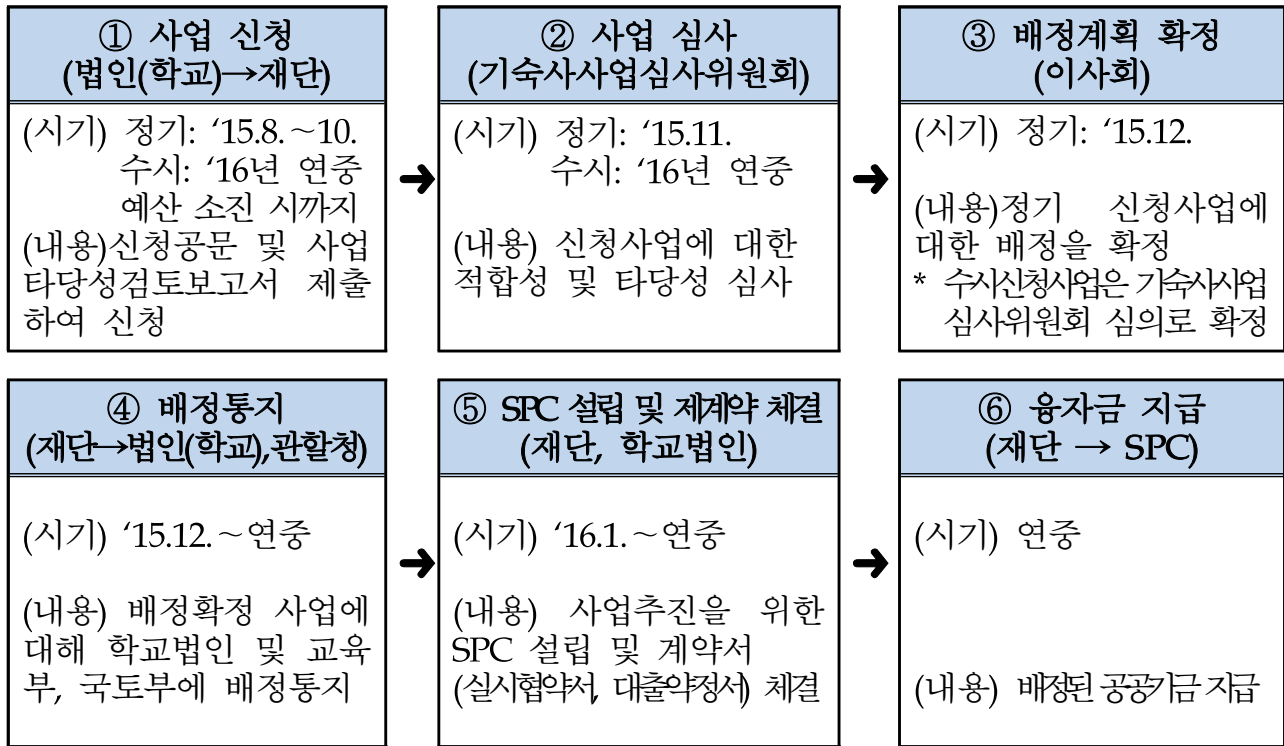 ① 사업 신청
(법인(학교)→재단)
(시기) 정기: ‘15.8.～10.
수시: ‘16년 연중
예산 소진 시까지
(내용)신청공문 및 사업
타당성검토보고서 제출
하여 신청
➜
② 사업 심사
(기숙사사업심사위원회)
(시기) 정기: ‘15.11.
수시: ‘16년 연중
(내용) 신청사업에 대한
적합성 및 타당성 심사
➜
③ 배정계획 확정
(이사회)
(시기) 정기: ‘15.12.
(내용)정기 신청사업에
대한 배정을 확정
* 수시신청사업은 기숙사사업
심사위원회 심의로 확정
④ 배정통지
(재단→법인(학교),관할청)
(시기) ‘15.12.～연중
(내용) 배정확정 사업에
대해 학교법인 및 교육
부, 국토부에 배정통지
➜
⑤ SPC 설립 및 제계약 체결
(재단, 학교법인)
(시기) ‘16.1.～연중
(내용) 사업추진을 위한
SPC 설립 및 계약서
(실시협약서, 대출약정서) 체결
➜
⑥ 융자금 지급
(재단 → SPC)
(시기) 연중
(내용) 배정된 공공기금 지급